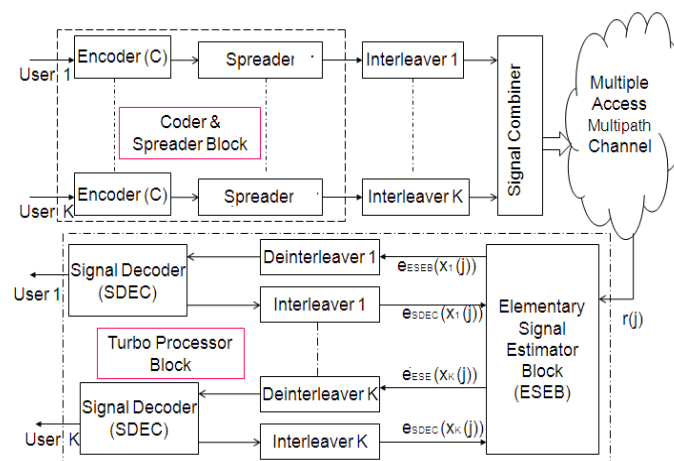 User 1
Encoder (C)
Spreader
Interleaver 1
Signal Combiner
Multiple
Access
Multipath
Channel
Coder &
Spreader Block
User K
Encoder (C)
Spreader
Interleaver K
User 1
Signal Decoder
(SDEC)
Deinterleaver 1
eESEB(x1(j))
Interleaver 1
eSDEC(x1(j))
Elementary
Signal
Estimator
Block
(ESEB)
r(j)
Turbo Processor
Block
User K
Signal Decoder
(SDEC)
Deinterleaver K
eESE(xK(j))
Interleaver K
eSDEC(xK(j))